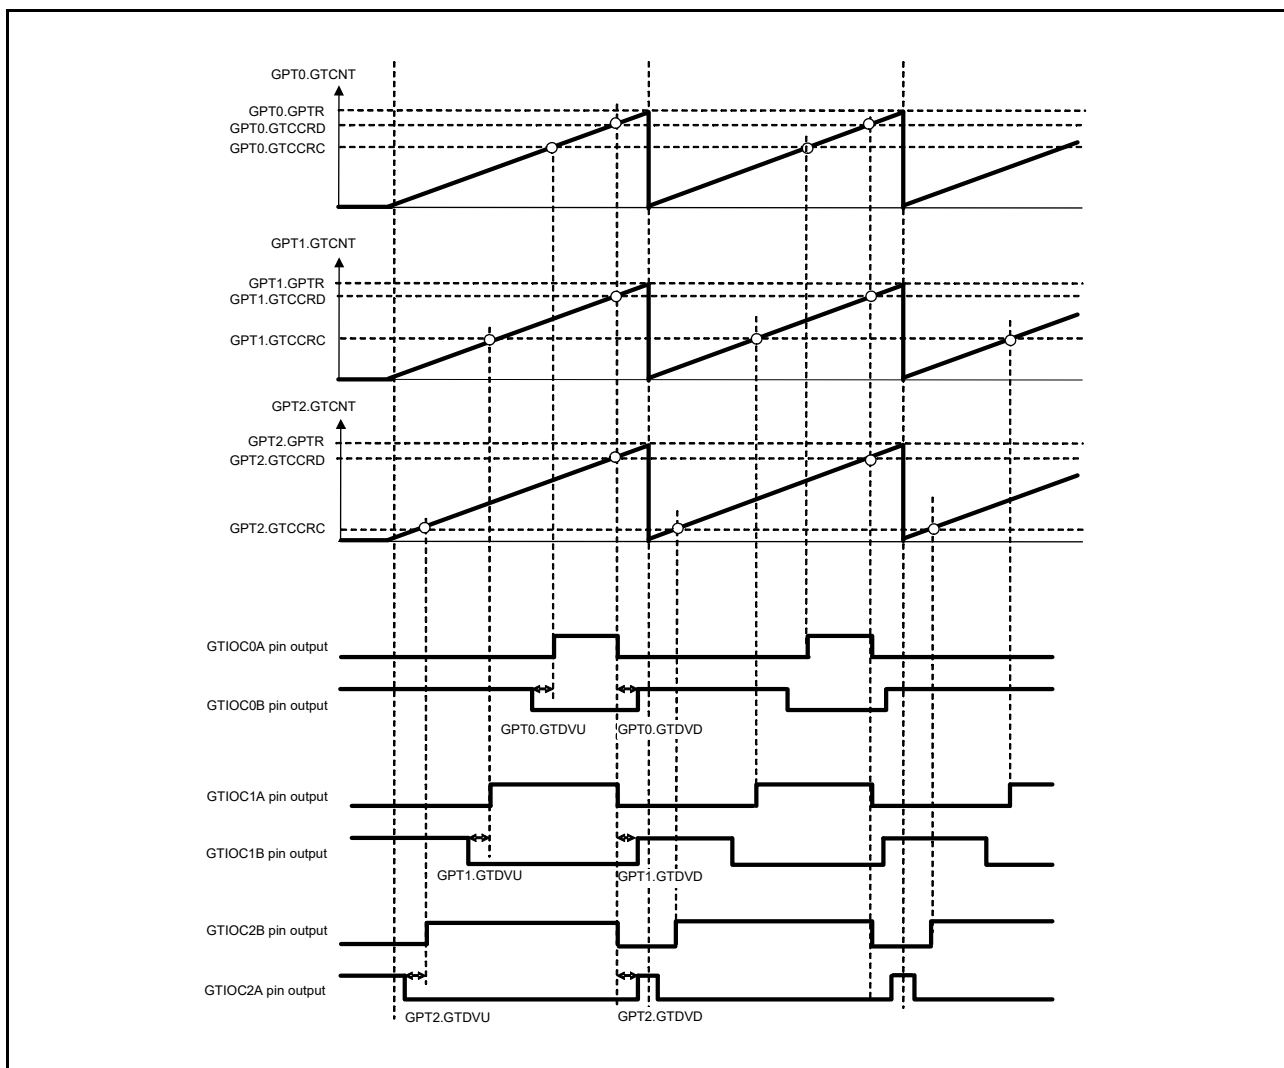 GPT0.GTCNT
GPT0.GPTR
GPT0.GTCCRD
GPT0.GTCCRC
GPT1.GTCNT
GPT1.GPTR
GPT1.GTCCRD
GPT1.GTCCRC
GPT2.GTCNT
GPT2.GPTR
GPT2.GTCCRD
GPT2.GTCCRC
GTIOC0A pin output
GTIOC0B pin output
GPT0.GTDVU GPT0.GTDVD
GTIOC1A pin output
GTIOC1B pin output
GPT1.GTDVU GPT1.GTDVD
GTIOC2B pin output
GTIOC2A pin output
GPT2.GTDVU GPT2.GTDVD